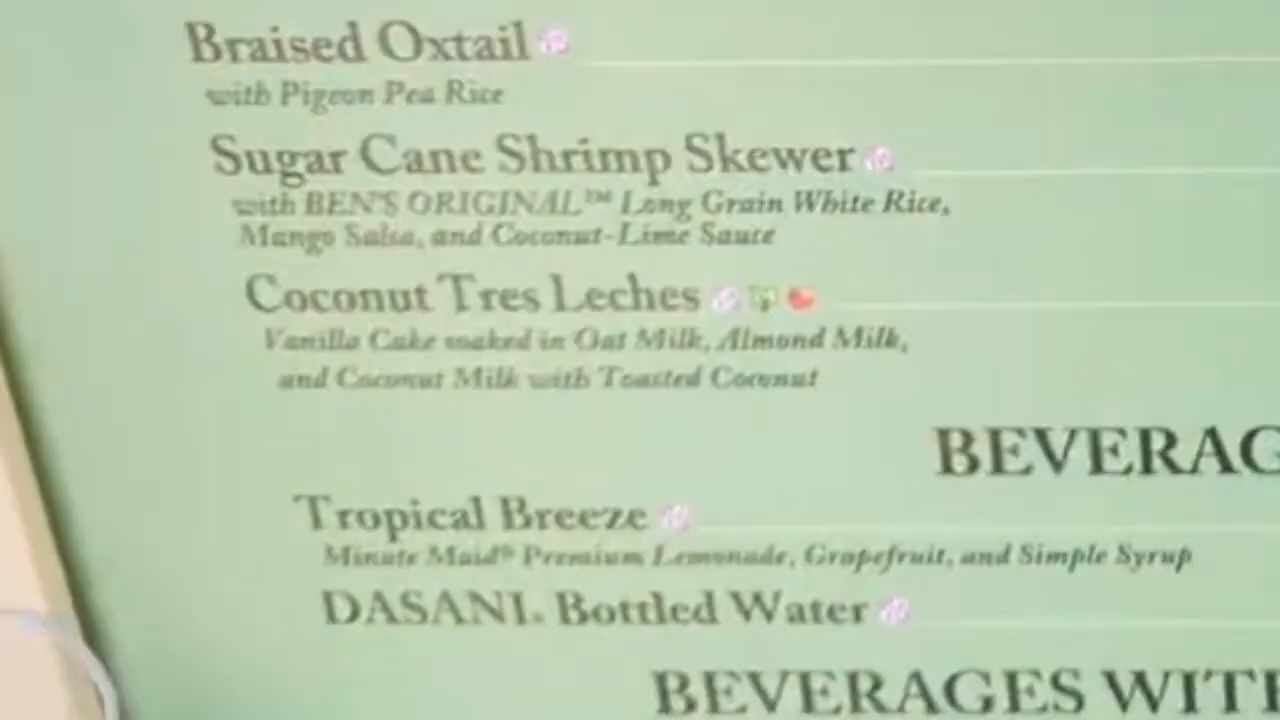 Braised Oxtail
with Pigeon Pea Rice
Sugar Cane Shrimp Skewer
with BEN'S ORIGINAL™ Long Grain White Rice,
Mango Salsa, and Coconut-Lime Sauce
Coconut Tres Leches
Vanilla Cake soaked in Oat Milk, Almond Milk,
and Coconut Milk with Toasted Coconut
BEVERAG
Tropical Breeze
Minute Maid® Premium Lemonade, Grapefruit, and Simple Syrup
DASANI® Bottled Water
BEVERAGES WITH